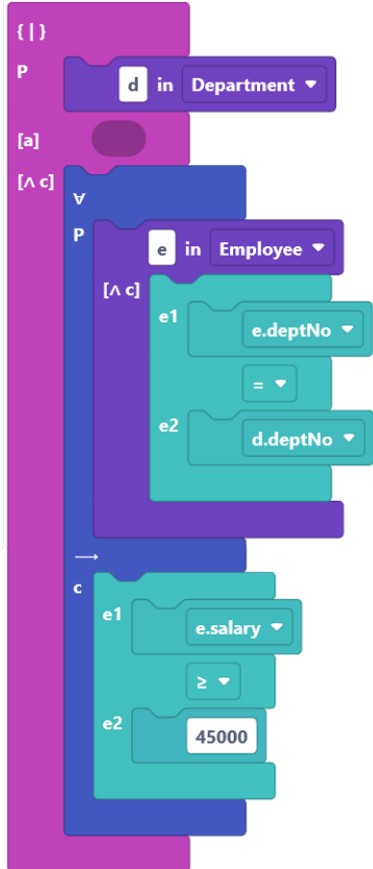 { | }
P
d in Department
[a]
[∧ c]
∀
P
e in Employee
[∧ c]
e1
e.deptNo
=
e2
d.deptNo
→
c
e1
e.salary
≥
e2
45000